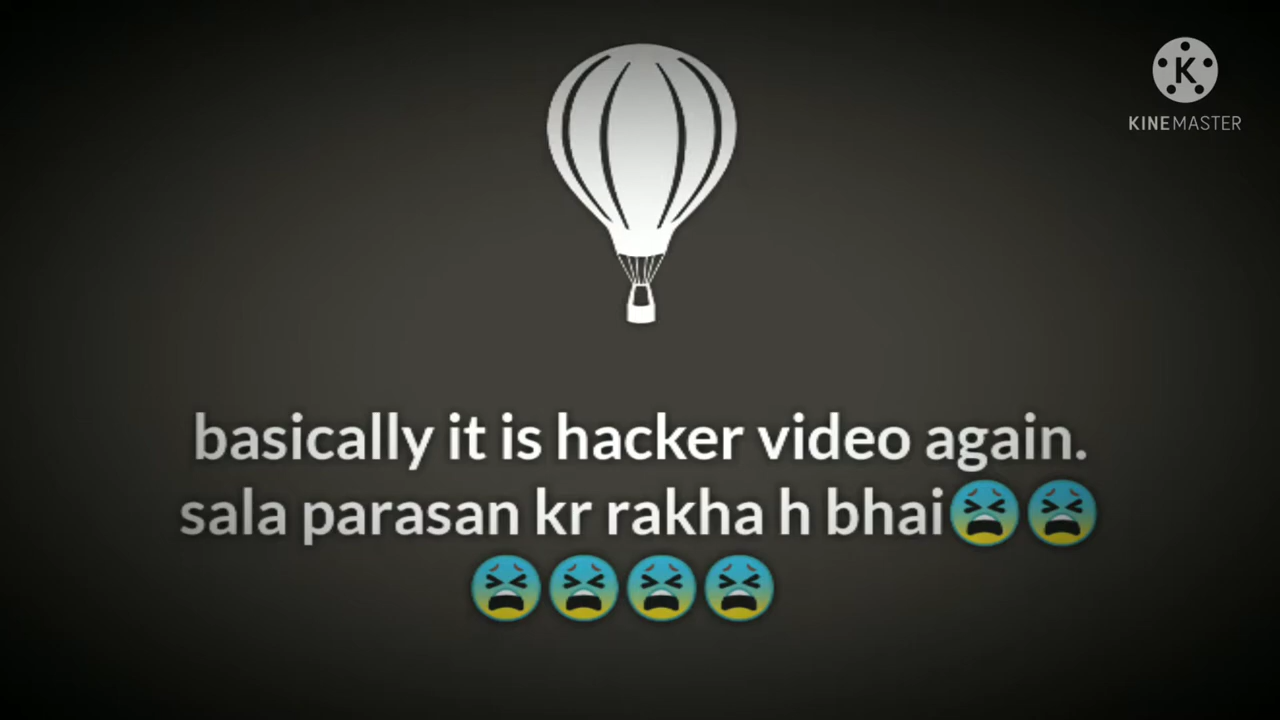 K
KINEMASTER
basically it is hacker video again.
sala parasan kr rakha h bhai😫😫
😫😫😫😫